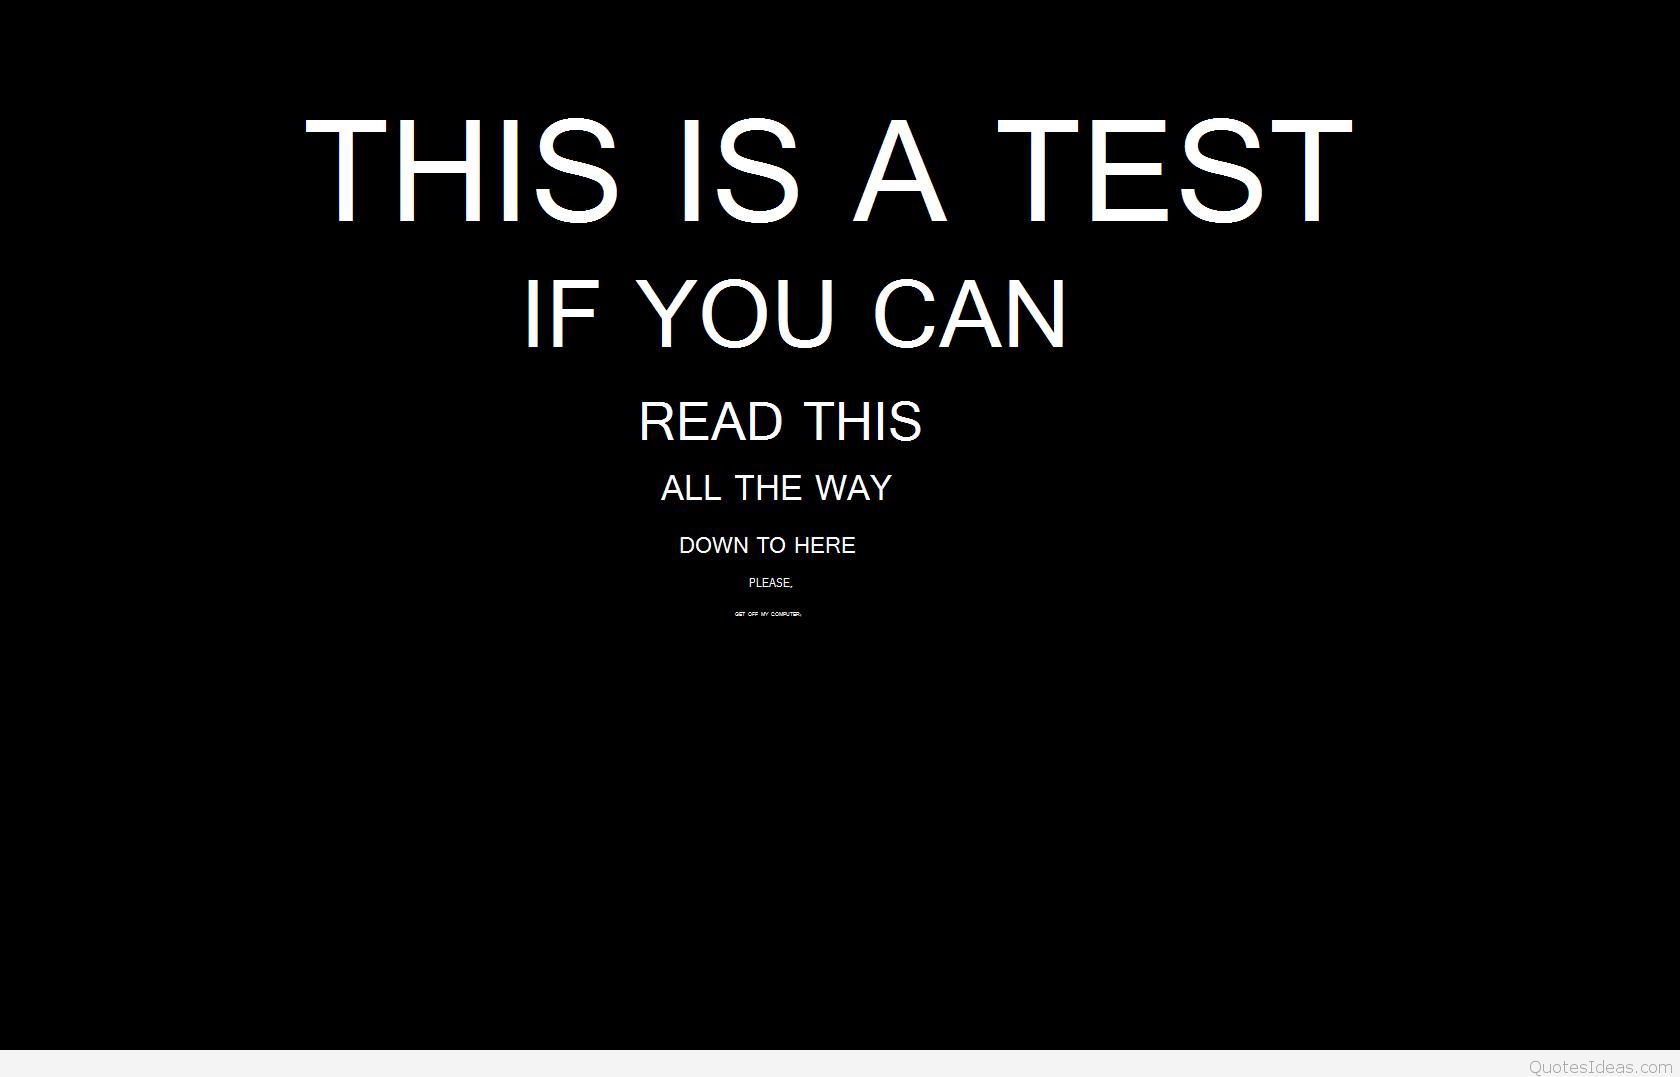 THIS IS A TEST
IF YOU CAN
READ THIS
ALL THE WAY
DOWN TO HERE
PLEASE,
GET OFF MY COMPUTER,
QuotesIdeas.com